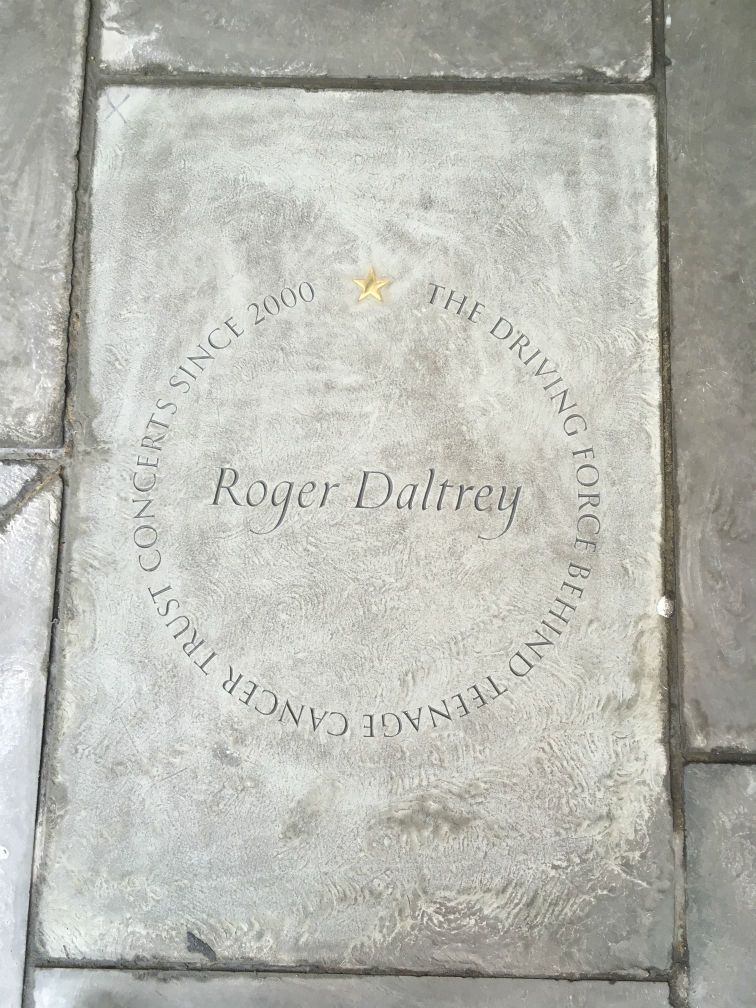 THE DRIVING FORCE BEHIND TEENAGE CANCER TRUST CONCERTS SINCE 2000
Roger Daltrey